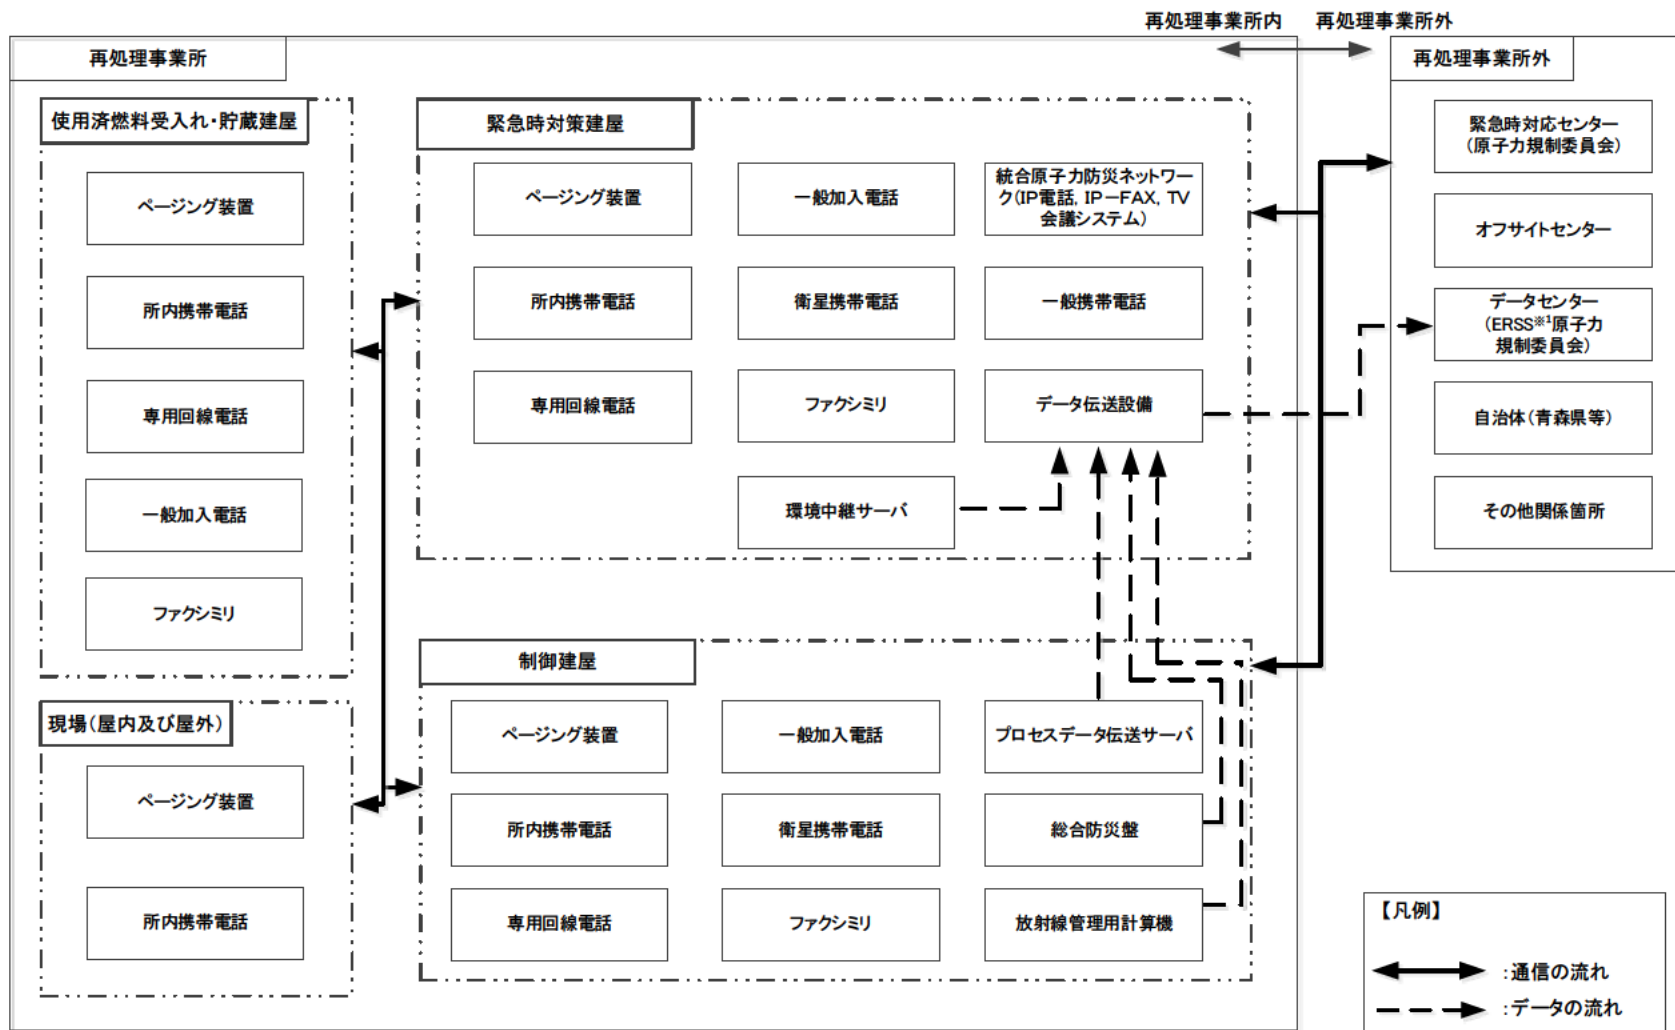 再処理事業所内
再処理事業所外
再処理事業所
使用済燃料受入れ・貯蔵建屋
ページング装置
所内携帯電話
専用回線電話
一般加入電話
ファクシミリ
現場(屋内及び屋外)
ページング装置
所内携帯電話
緊急時対策建屋
ページング装置
一般加入電話
統合原子力防災ネットワー
ク(IP電話, IP-FAX, TV
会議システム)
所内携帯電話
衛星携帯電話
一般携帯電話
専用回線電話
ファクシミリ
データ伝送設備
環境中継サーバ
制御建屋
ページング装置
一般加入電話
プロセスデータ伝送サーバ
所内携帯電話
衛星携帯電話
総合防災盤
専用回線電話
ファクシミリ
放射線管理用計算機
再処理事業所外
緊急時対応センター
(原子力規制委員会)
オフサイトセンター
データセンター
(ERSS※1原子力
規制委員会)
自治体(青森県等)
その他関係箇所
【凡例】
:通信の流れ
:データの流れ